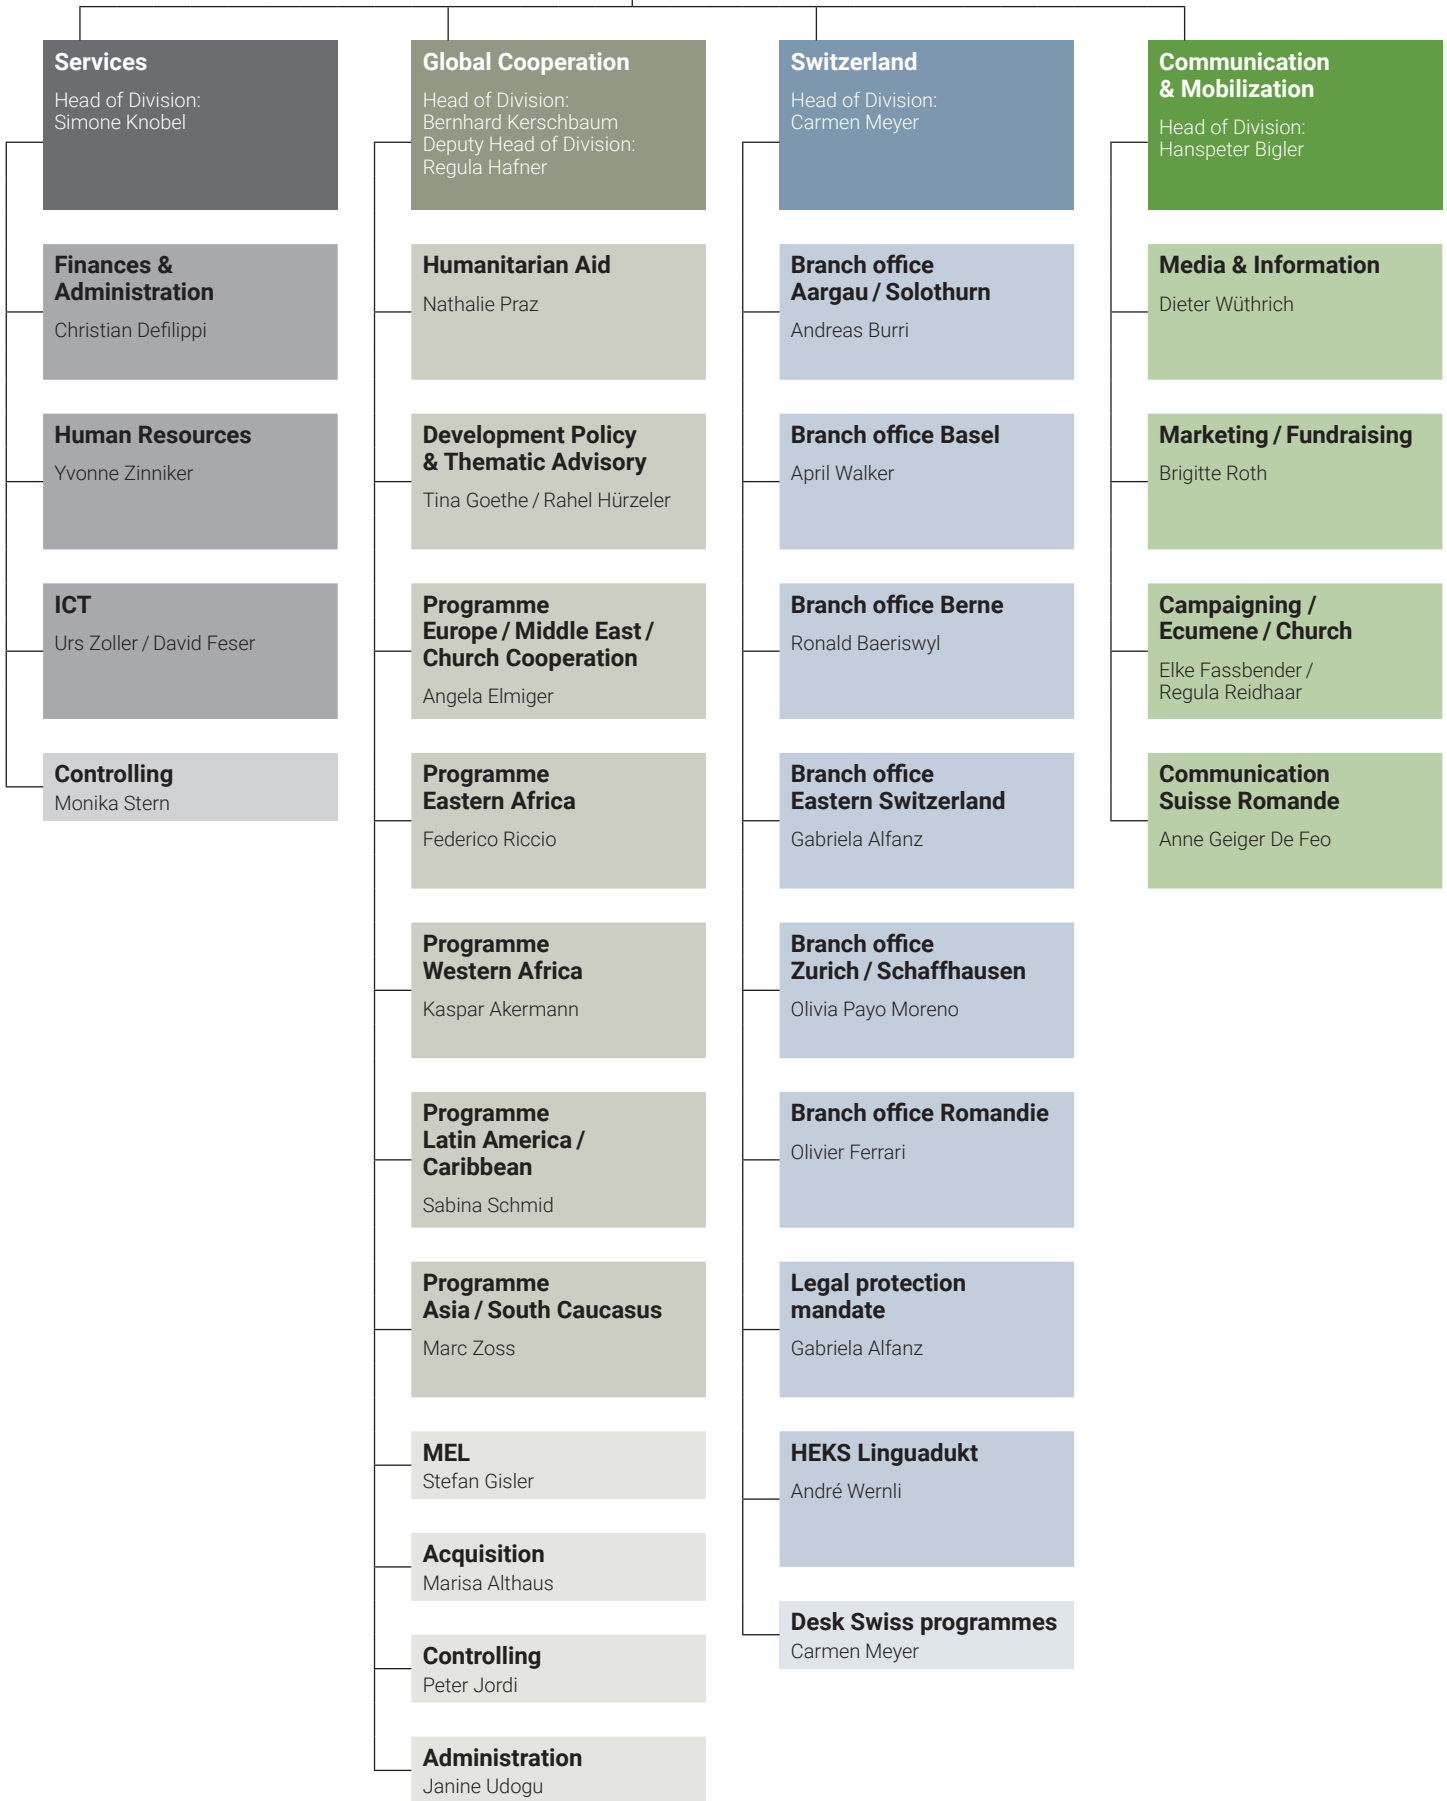 Services
Head of Division:
Simone Knobel
Finances &
Administration
Christian Defilippi
Human Resources
Yvonne Zinniker
ICT
Urs Zoller / David Feser
Controlling
Monika Stern
Global Cooperation
Head of Division:
Bernhard Kerschbaum
Deputy Head of Division:
Regula Hafner
Humanitarian Aid
Nathalie Praz
Development Policy
& Thematic Advisory
Tina Goethe / Rahel Hürzeler
Programme
Europe / Middle East /
Church Cooperation
Angela Elmiger
Programme
Eastern Africa
Federico Riccio
Programme
Western Africa
Kaspar Akermann
Programme
Latin America /
Caribbean
Sabina Schmid
Programme
Asia / South Caucasus
Marc Zoss
MEL
Stefan Gisler
Acquisition
Marisa Althaus
Controlling
Peter Jordi
Administration
Janine Udogu
Switzerland
Head of Division:
Carmen Meyer
Branch office
Aargau / Solothurn
Andreas Burri
Branch office Basel
April Walker
Branch office Berne
Ronald Baeriswyl
Branch office
Eastern Switzerland
Gabriela Alfanz
Branch office
Zurich / Schaffhausen
Olivia Payo Moreno
Branch office Romandie
Olivier Ferrari
Legal protection
mandate
Gabriela Alfanz
HEKS Linguadukt
André Wernli
Desk Swiss programmes
Carmen Meyer
Communication
& Mobilization
Head of Division:
Hanspeter Bigler
Media & Information
Dieter Wüthrich
Marketing / Fundraising
Brigitte Roth
Campaigning /
Ecumene / Church
Elke Fassbender /
Regula Reidhaar
Communication
Suisse Romande
Anne Geiger De Feo